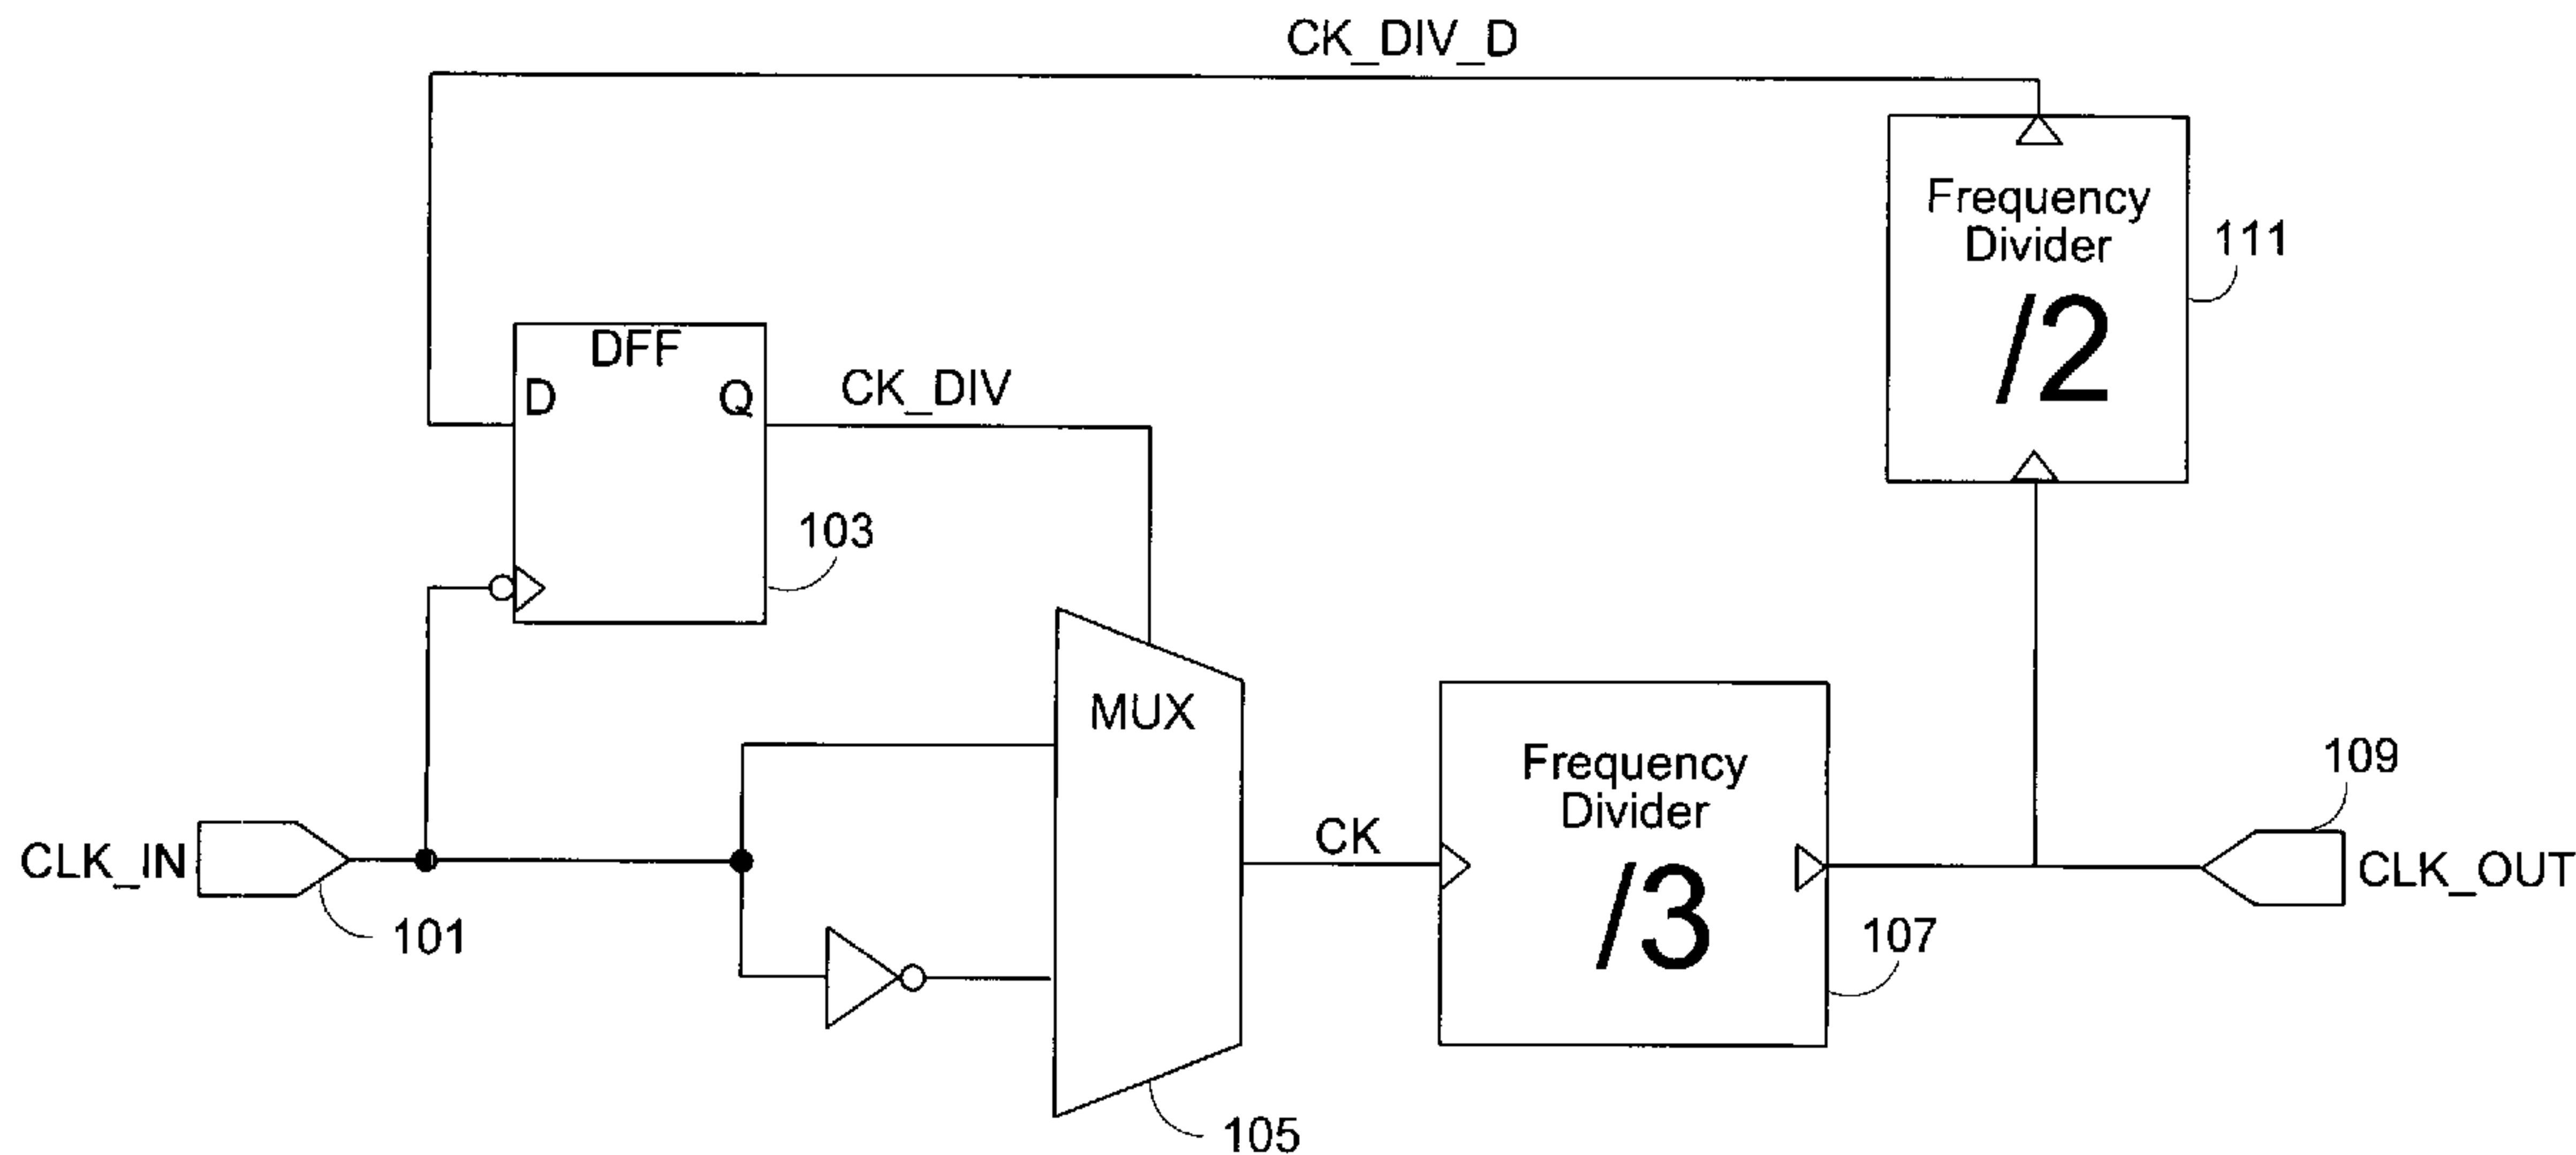 CK_DIV_D
Frequency
Divider
/2
111
DFF
D
Q
CK_DIV
103
MUX
Frequency
Divider
/3
109
CLK_IN
CK
CLK_OUT
101
107
105